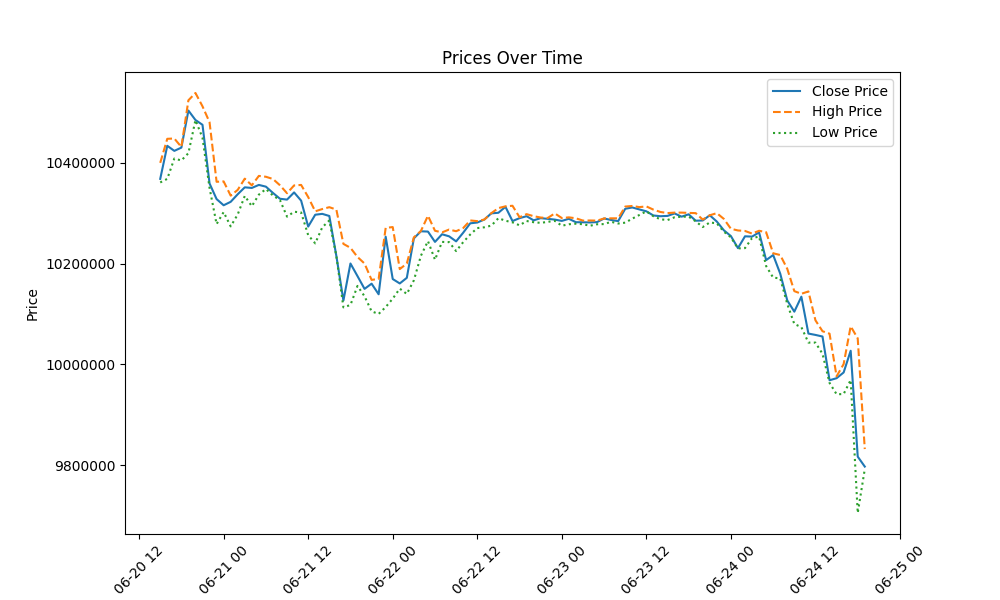 Prices Over Time
Close Price
High Price
Low Price
Price
10400000
10200000
10000000
9800000
06-20 12
06-21 00
06-21 12
06-22 00
06-22 12
06-23 00
06-23 12
06-24 00
06-24 12
06-25 00